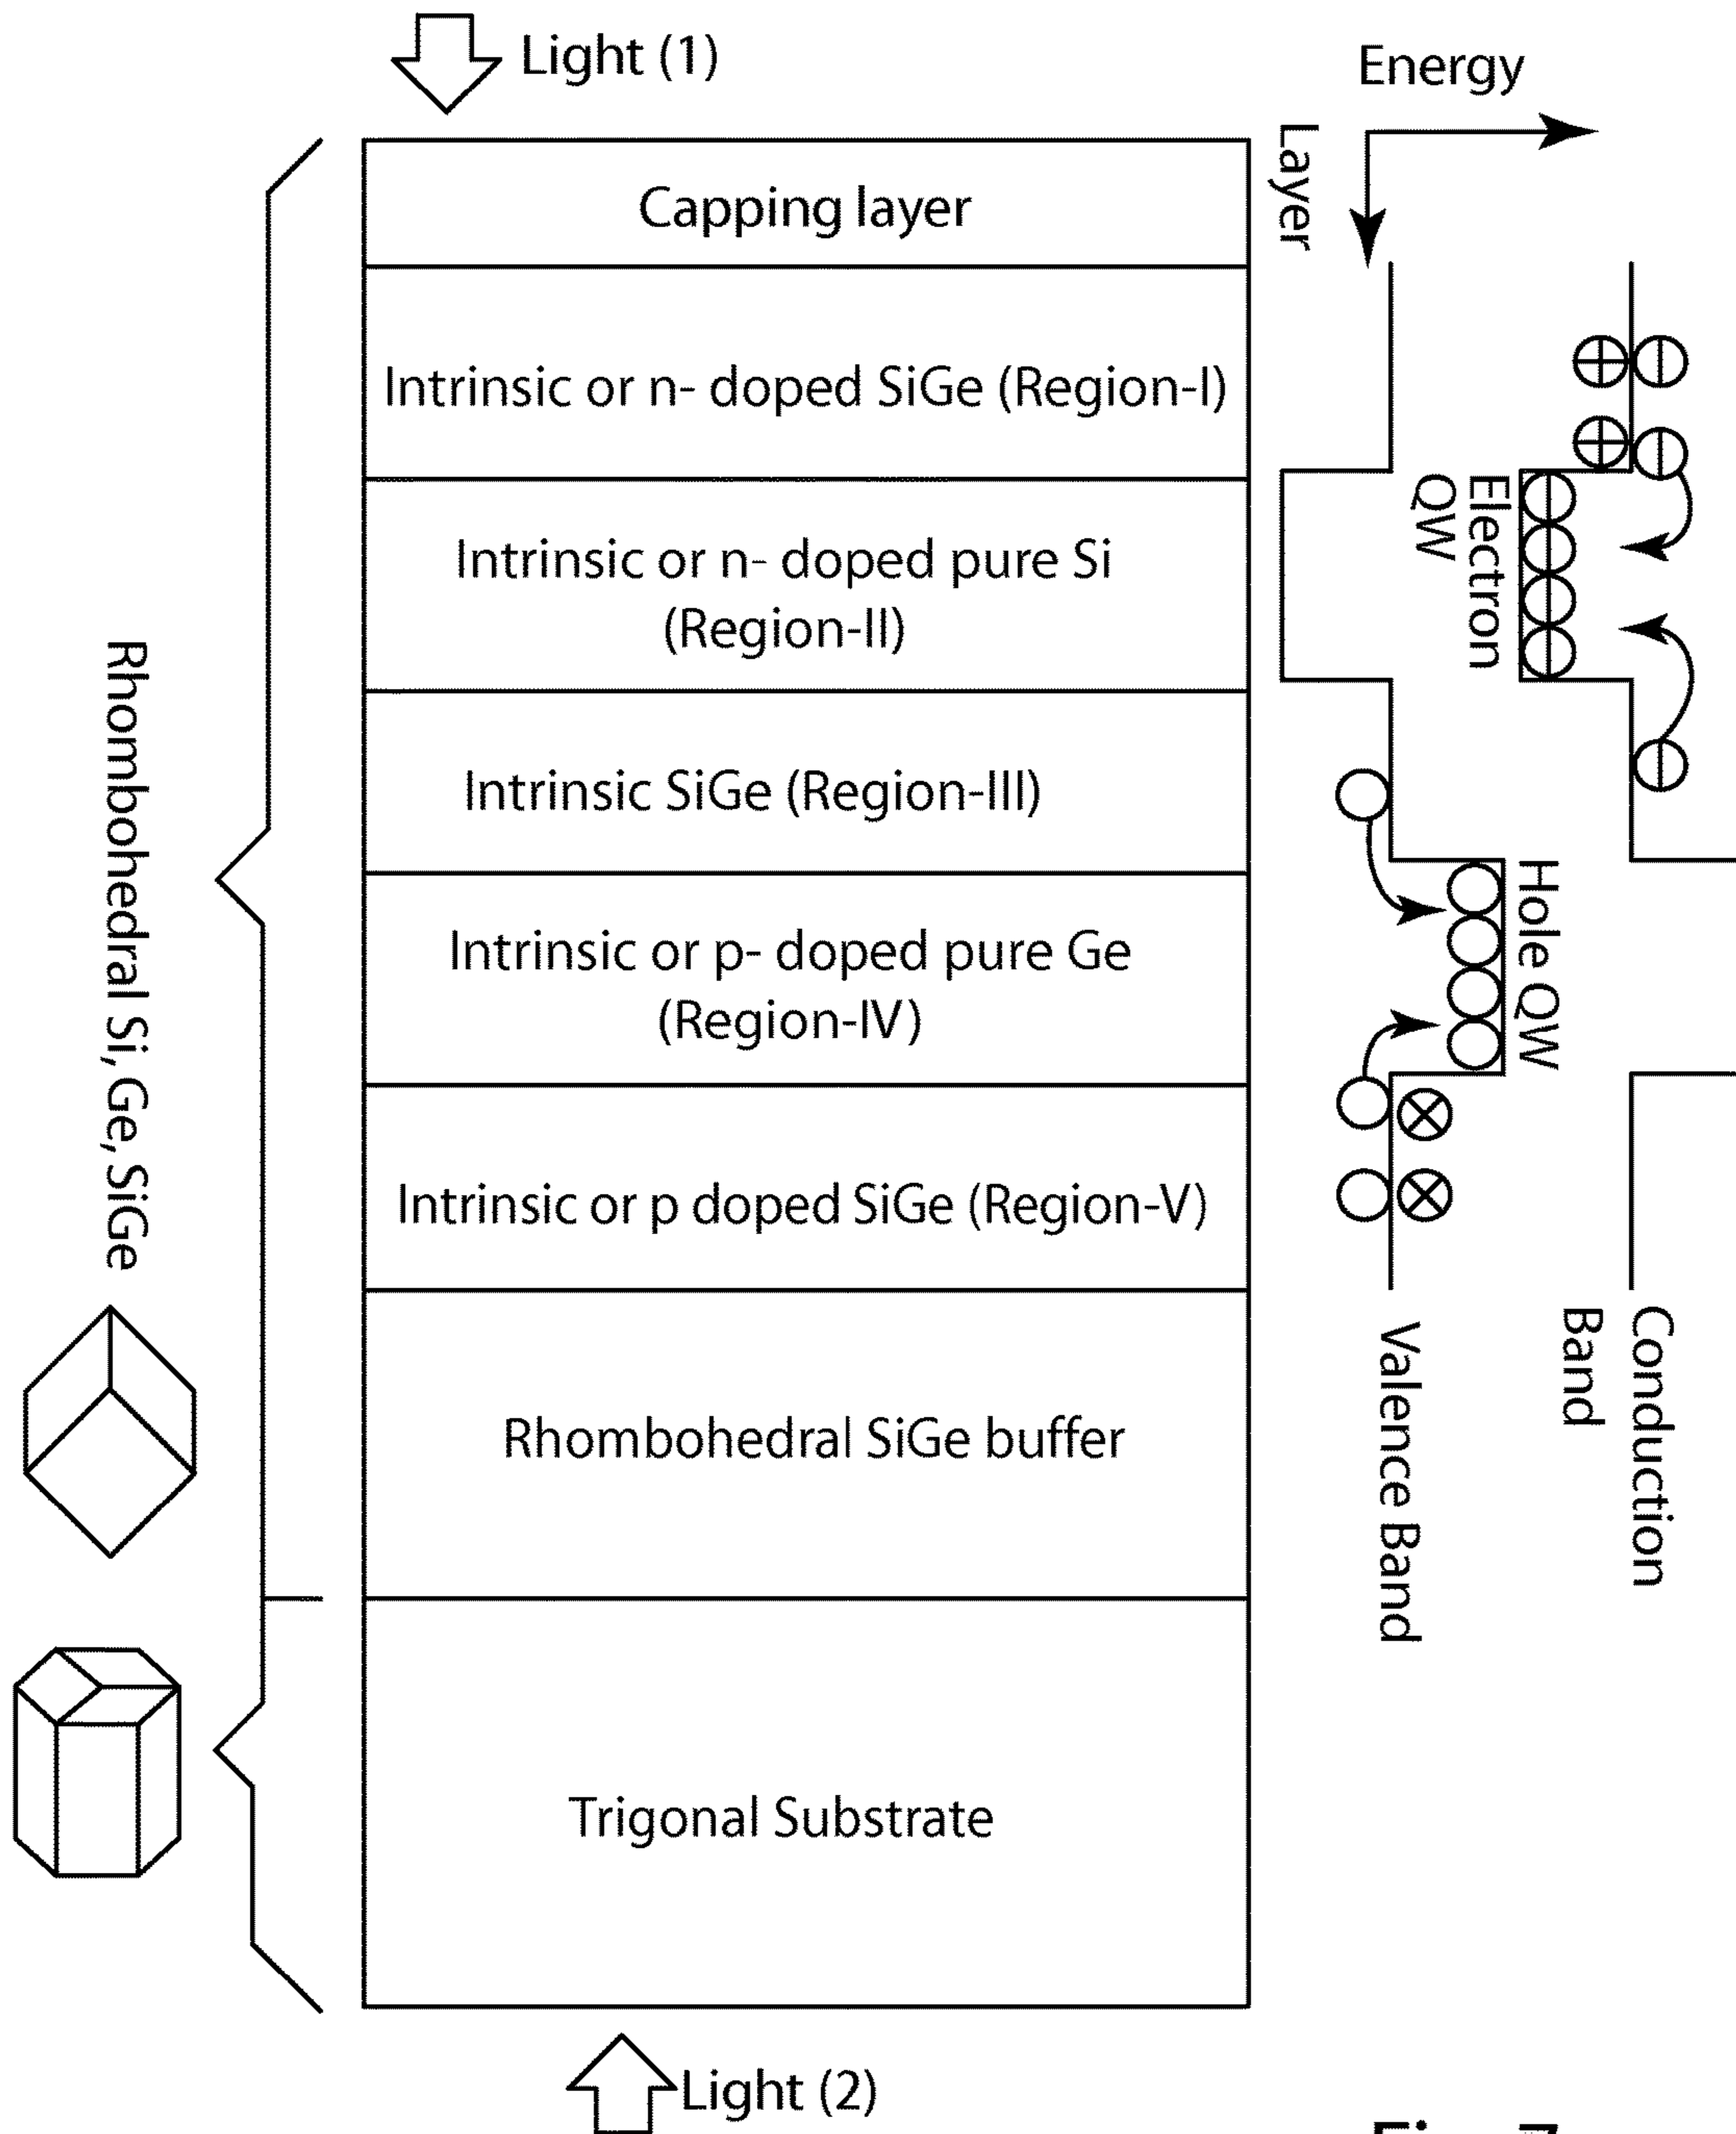 Light (1)
Energy
Layer
Capping layer
Intrinsic or n- doped SiGe (Region-I)
Intrinsic or n- doped pure Si
(Region-II)
Electron
QW
Intrinsic SiGe (Region-III)
Intrinsic or p- doped pure Ge
(Region-IV)
Hole QW
Intrinsic or p doped SiGe (Region-V)
Rhombohedral Si, Ge, SiGe
Conduction
Band
Valence Band
Rhombohedral SiGe buffer
Trigonal Substrate
Light (2)